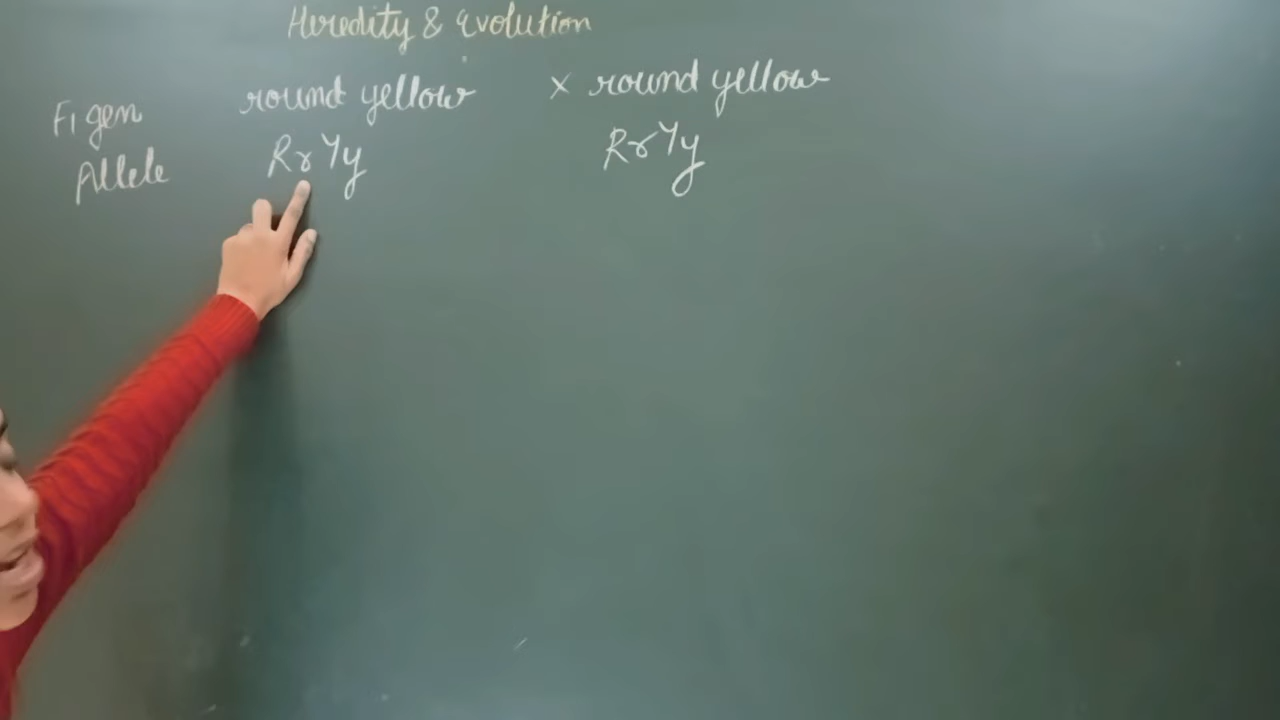 Heredity & Evolution
F1 gen round yellow × round yellow
Allele RrYy RrYy